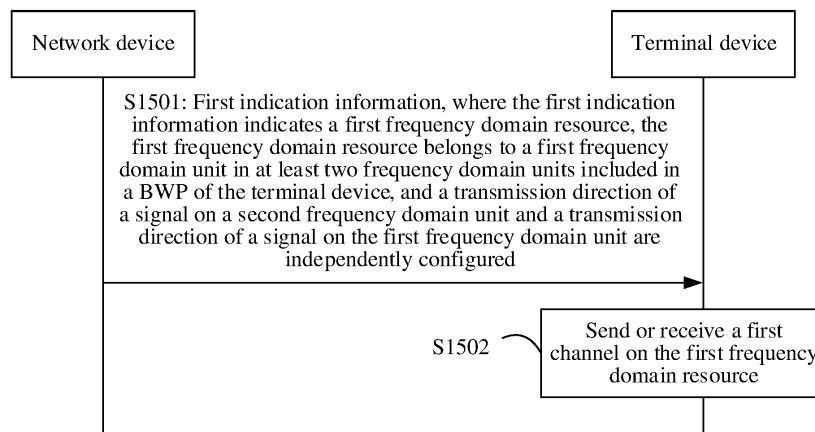 Network device
Terminal device
S1501: First indication information, where the first indication
information indicates a first frequency domain resource, the
first frequency domain resource belongs to a first frequency
domain unit in at least two frequency domain units included in
a BWP of the terminal device, and a transmission direction of
a signal on a second frequency domain unit and a transmission
direction of a signal on the first frequency domain unit are
independently configured
S1502
Send or receive a first
channel on the first frequency
domain resource